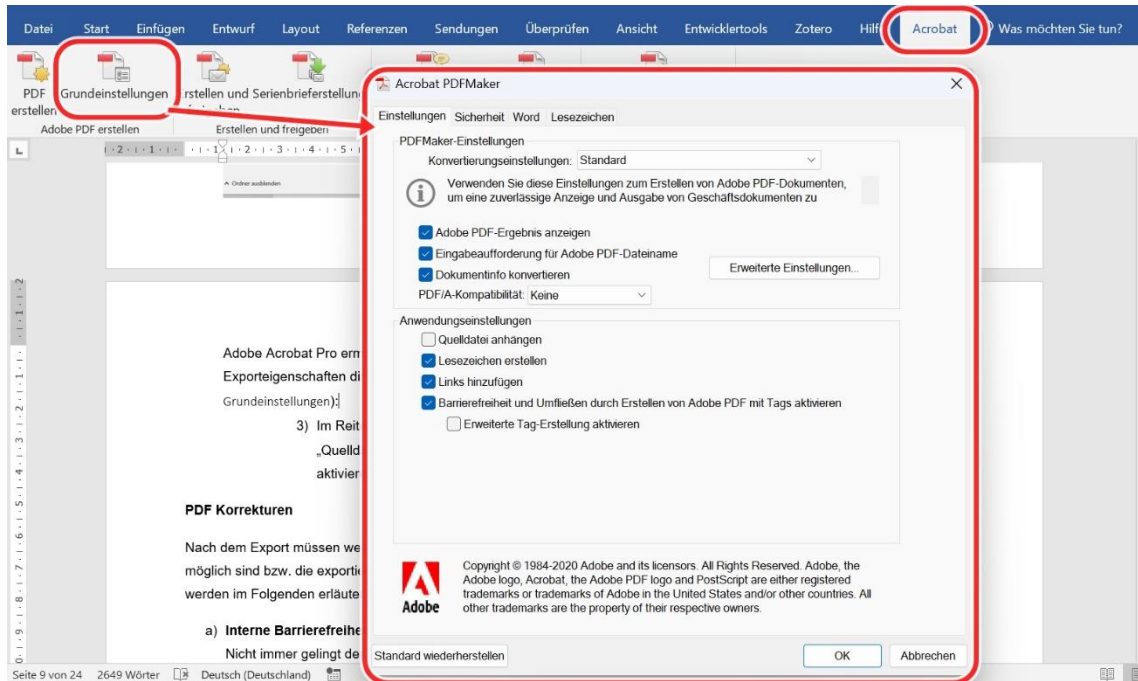 Datei Start Einfügen Entwurf Layout Referenzen Sendungen Überprüfen Ansicht Entwicklertools Zotero Hilf Acrobat Was möchten Sie tun?
PDF erstellen
Grundeinstellungen
rstellen und Serienbrieferstellung
Adobe PDF erstellen
Erstellen und freigeben
Ordner ausblenden
Adobe Acrobat Pro erm
Exporteigenschaften di
Grundeinstellungen):
3) Im Reit
„Quelld
aktivier
PDF Korrekturen
Nach dem Export müssen we
möglich sind bzw. die exportie
werden im Folgenden erläute
a) Interne Barrierefreihe
Nicht immer gelingt de
Seite 9 von 24 2649 Wörter Deutsch (Deutschland)
Acrobat PDFMaker
Einstellungen Sicherheit Word Lesezeichen
PDFMaker-Einstellungen
Konvertierungseinstellungen: Standard
Verwenden Sie diese Einstellungen zum Erstellen von Adobe PDF-Dokumenten,
um eine zuverlässige Anzeige und Ausgabe von Geschäftsdokumenten zu
Adobe PDF-Ergebnis anzeigen
Eingabeaufforderung für Adobe PDF-Dateiname
Dokumentinfo konvertieren
Erweiterte Einstellungen...
PDF/A-Kompatibilität: Keine
Anwendungseinstellungen
Quelldatei anhängen
Lesezeichen erstellen
Links hinzufügen
Barrierefreiheit und Umfließen durch Erstellen von Adobe PDF mit Tags aktivieren
Erweiterte Tag-Erstellung aktivieren
Adobe
Copyright © 1984-2020 Adobe and its licensors. All Rights Reserved. Adobe, the
Adobe logo, Acrobat, the Adobe PDF logo and PostScript are either registered
trademarks or trademarks of Adobe in the United States and/or other countries. All
other trademarks are the property of their respective owners.
Standard wiederherstellen OK Abbrechen